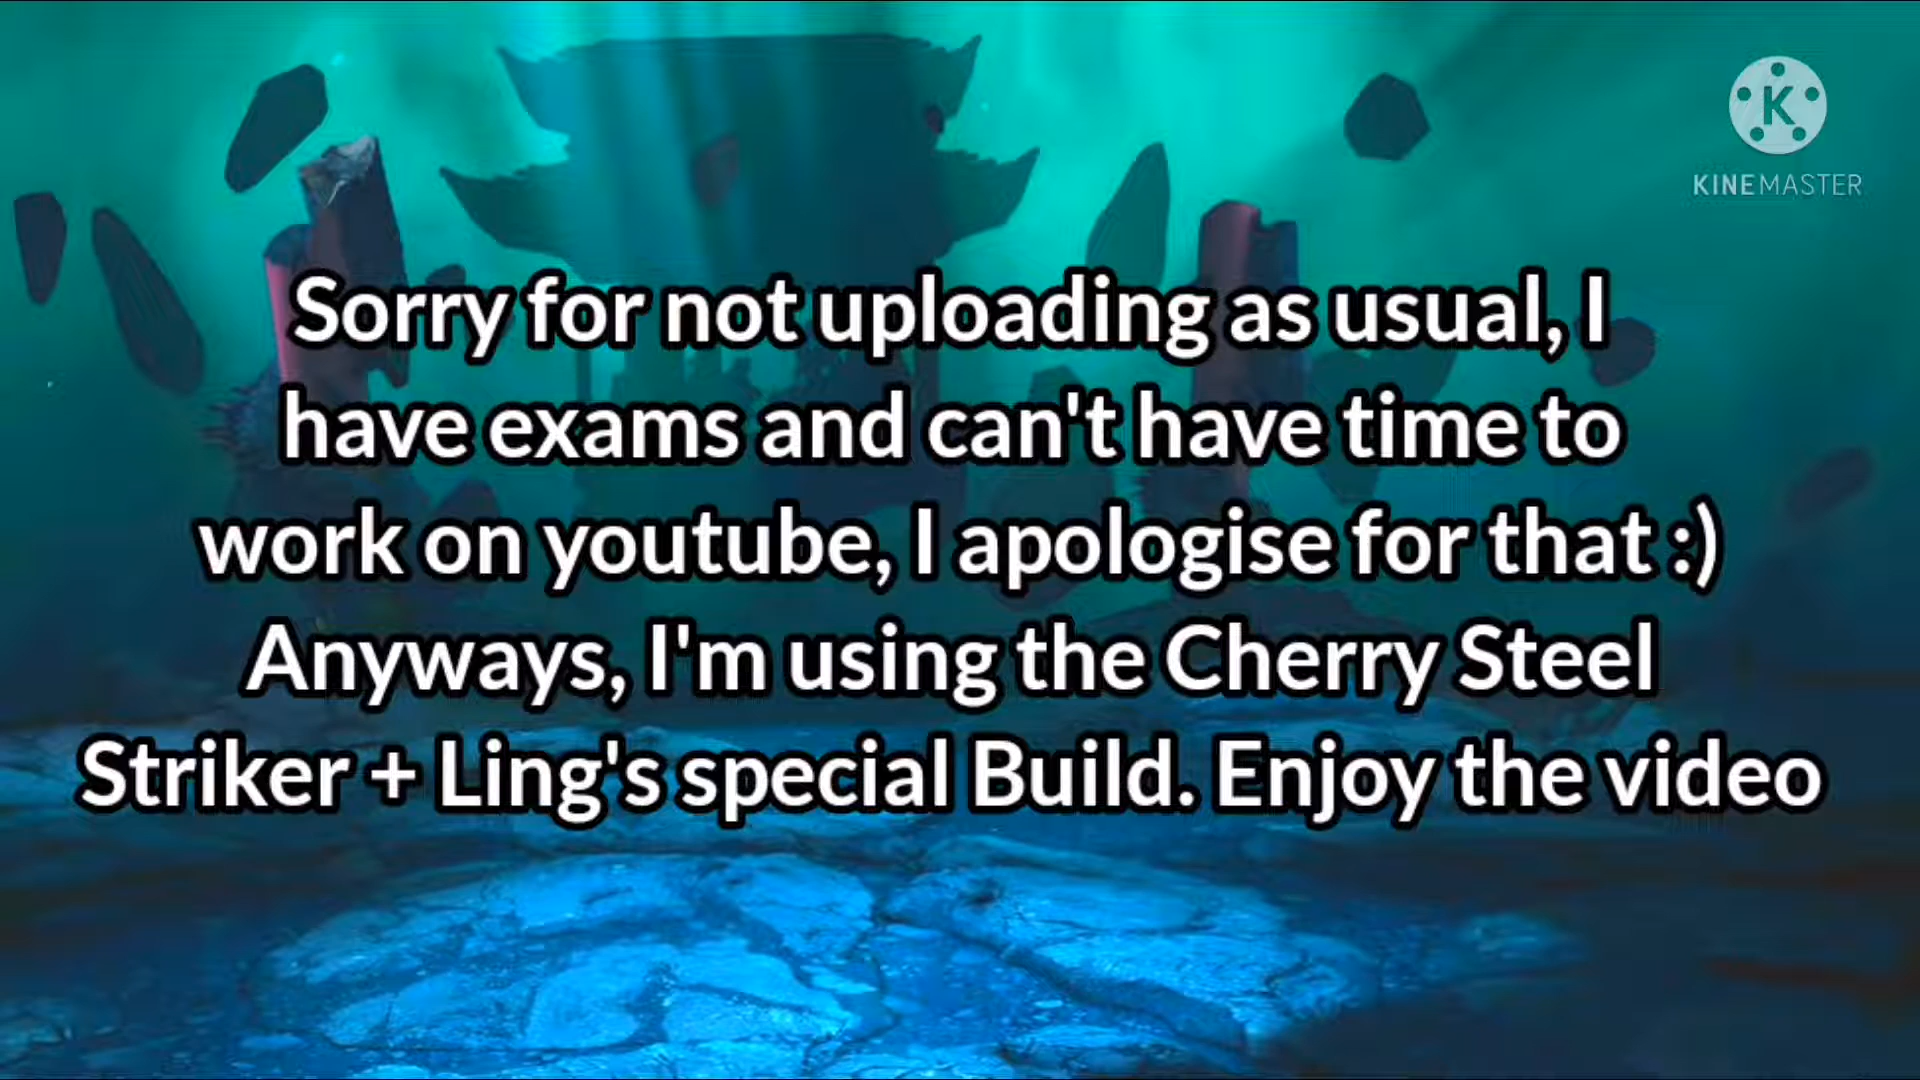 KINEMASTER
Sorry for not uploading as usual, I
have exams and can't have time to
work on youtube, I apologise for that :)
Anyways, I'm using the Cherry Steel
Striker + Ling's special Build. Enjoy the video